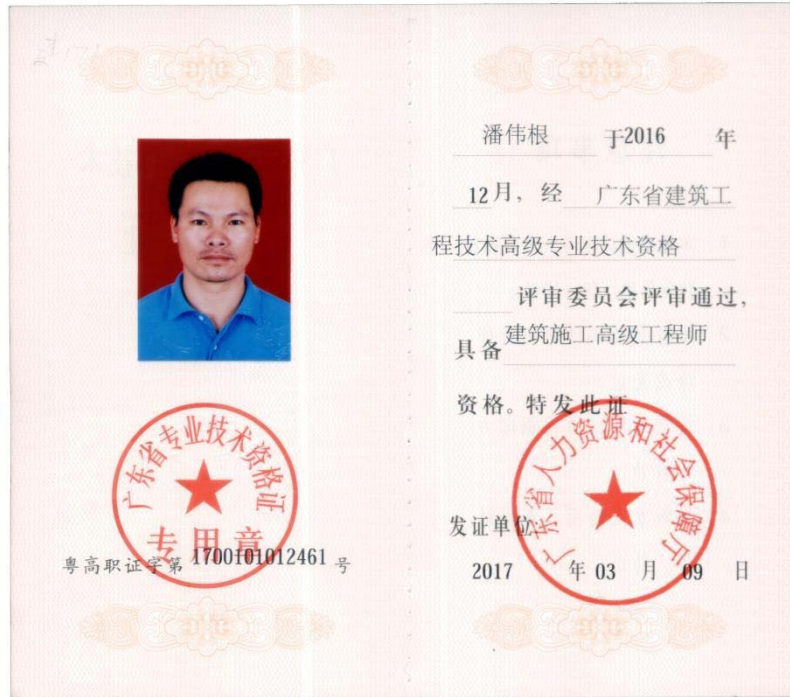 广东省专业技术资格证
专用章
粤高职证字第 1700101012461 号
潘伟根 于2016 年
12月，经 广东省建筑工
程技术高级专业技术资格
评审委员会评审通过，
具备 建筑施工高级工程师
资格。特发此证
广东省人力资源和社会保障厅
发证单位
2017 年 03 月 09 日